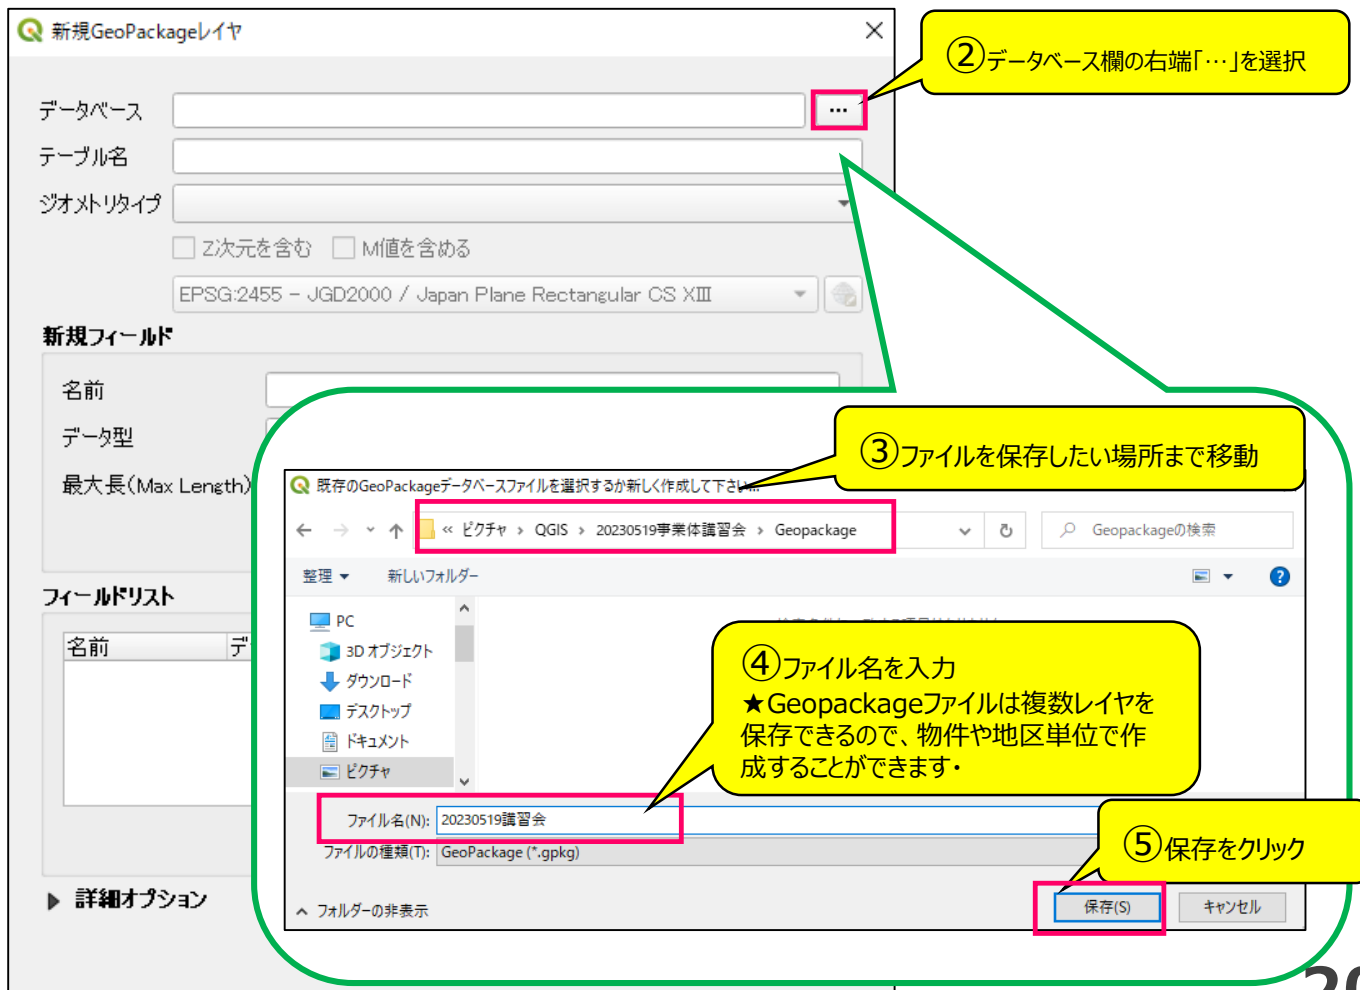 新規GeoPackageレイヤ
②データベース欄の右端「…」を選択
データベース
…
テーブル名
ジオメトリタイプ
Z次元を含む M値を含める
EPSG:2455 - JGD2000 / Japan Plane Rectangular CS XIII
新規フィールド
名前
データ型
最大長(Max Length)
③ファイルを保存したい場所まで移動
既存のGeoPackageデータベースファイルを選択するか新しく作成して下さい...
« ピクチャ › QGIS › 20230519事業体講習会 › Geopackage
Geopackageの検索
整理 新しいフォルダー
フィールドリスト
名前 デ
PC
3D オブジェクト
ダウンロード
デスクトップ
ドキュメント
ピクチャ
④ファイル名を入力
★Geopackageファイルは複数レイヤを
保存できるので、物件や地区単位で作
成することができます・
ファイル名(N): 20230519講習会
ファイルの種類(T): GeoPackage (*.gpkg)
⑤保存をクリック
詳細オプション
フォルダーの非表示
保存(S) キャンセル